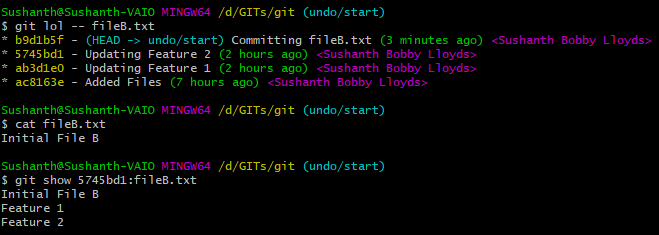 Sushanth@Sushanth-VAIO MINGW64 /d/GITs/git (undo/start)
$ git lol -- fileB.txt
* b9d1b5f - (HEAD -> undo/start) Committing fileB.txt (3 minutes ago) <Sushanth Bobby Lloyds>
* 5745bd1 - Updating Feature 2 (2 hours ago) <Sushanth Bobby Lloyds>
* ab3d1e0 - Updating Feature 1 (2 hours ago) <Sushanth Bobby Lloyds>
* ac8163e - Added Files (7 hours ago) <Sushanth Bobby Lloyds>
Sushanth@Sushanth-VAIO MINGW64 /d/GITs/git (undo/start)
$ cat fileB.txt
Initial File B
Sushanth@Sushanth-VAIO MINGW64 /d/GITs/git (undo/start)
$ git show 5745bd1:fileB.txt
Initial File B
Feature 1
Feature 2